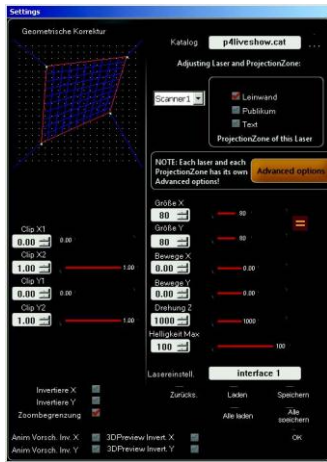 Settings
Geometrische Korrektur
Katalog p4liveshow.cat
Adjusting Laser and ProjectionZone:
Scanner1
Leinwand
Publikum
Text
ProjectionZone of this Laser
NOTE: Each laser and each
ProjectionZone has its own
Advanced options!
Advanced options
Größe X
80 80
Größe Y
80 80
=
Bewege X
0.00 0.00
Bewege Y
0.00 0.00
Drehung Z
1000 1000
Helligkeit Max
100 100
Clip X1
0.00 0.00
Clip X2
1.00 1.00
Clip Y1
0.00 0.00
Clip Y2
1.00 1.00
Lasereinstell. interface 1
Zurücks. Laden Speichern
Alle laden Alle speichern
OK
Invertiere X
Invertiere Y
Zoombegrenzung
Anim Vorsch. Inv. X 3DPreview Invert. X
Anim Vorsch. Inv. Y 3DPreview Invert. Y